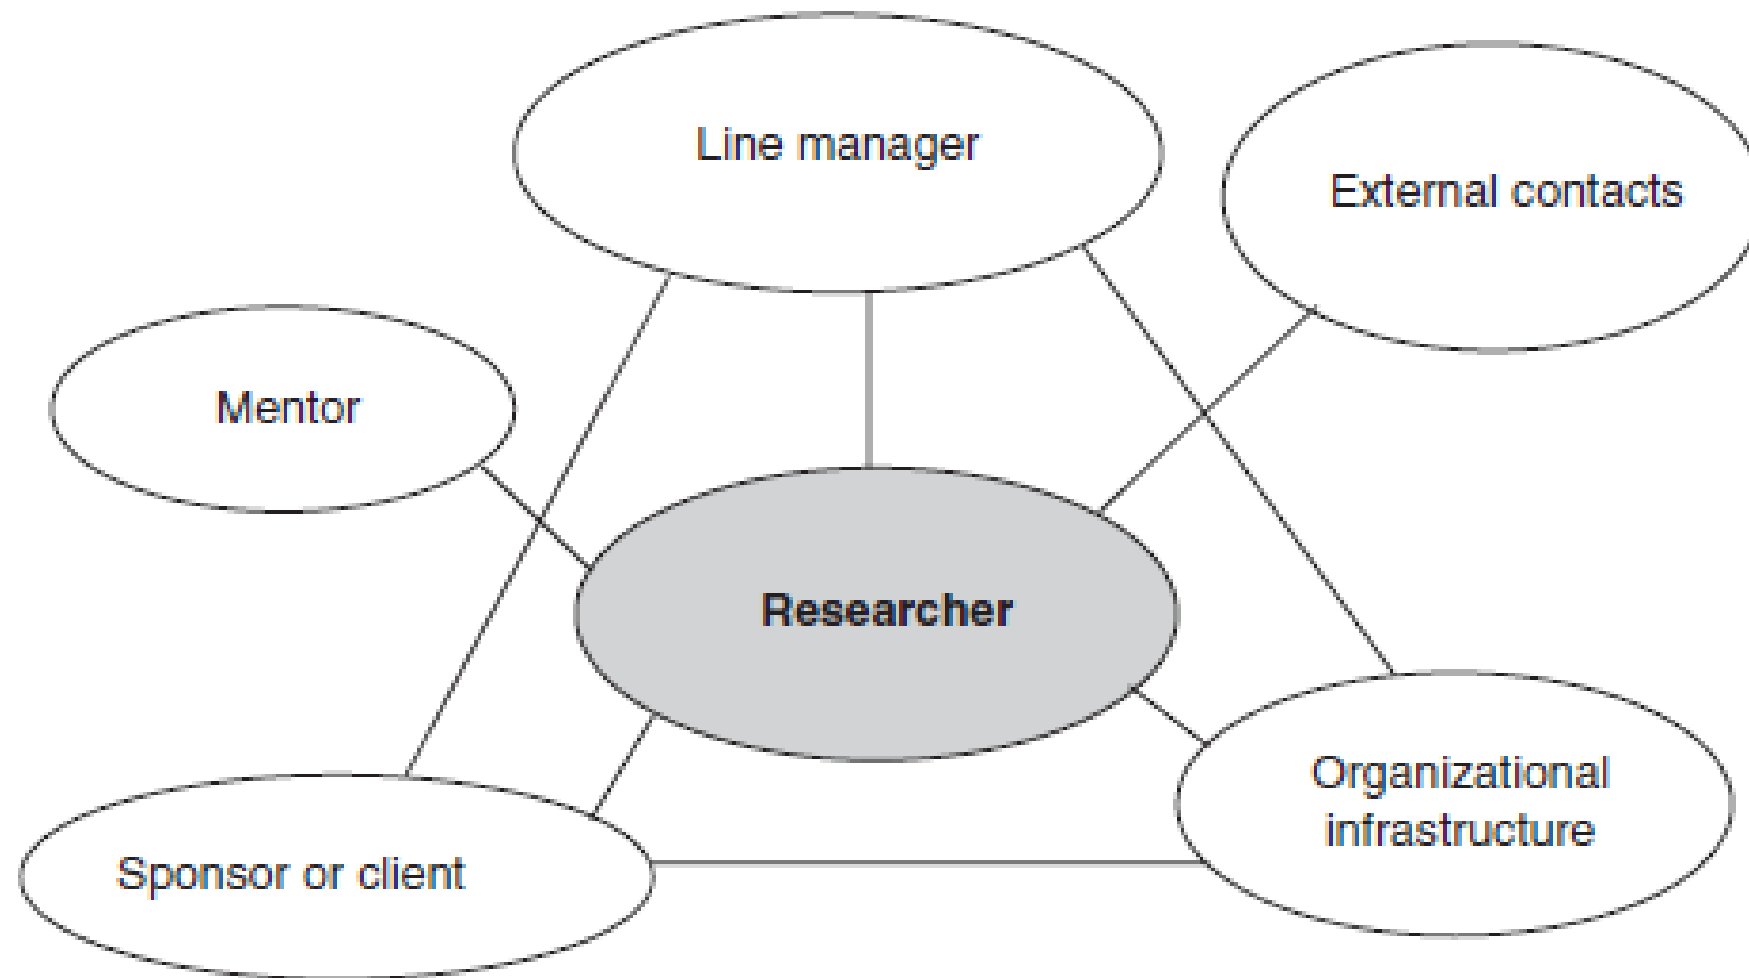 Line manager
External contacts
Mentor
Researcher
Organizational
infrastructure
Sponsor or client